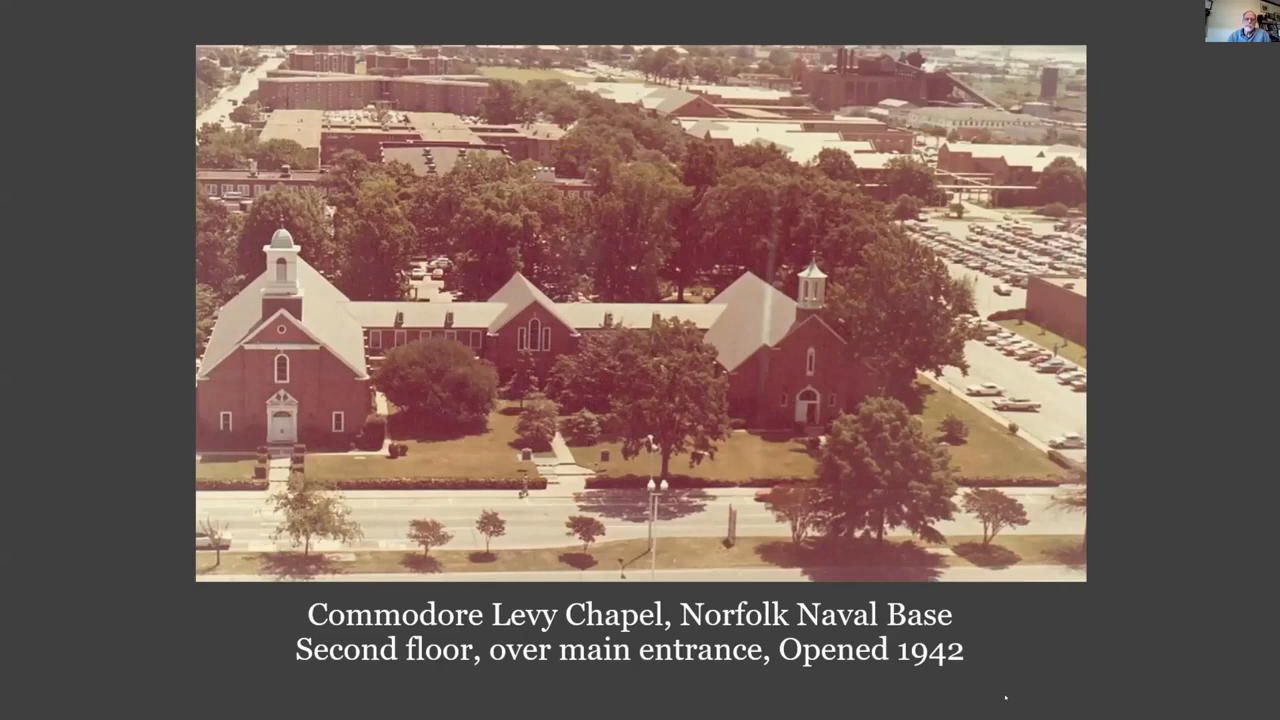 Commodore Levy Chapel, Norfolk Naval Base
Second floor, over main entrance, Opened 1942